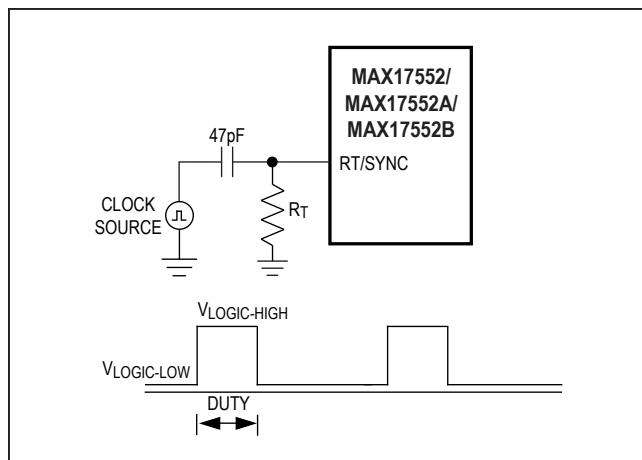 MAX17552/
MAX17552A/
MAX17552B
47pF
RT/SYNC
CLOCK
SOURCE
RT
VLOGIC-HIGH
VLOGIC-LOW
DUTY